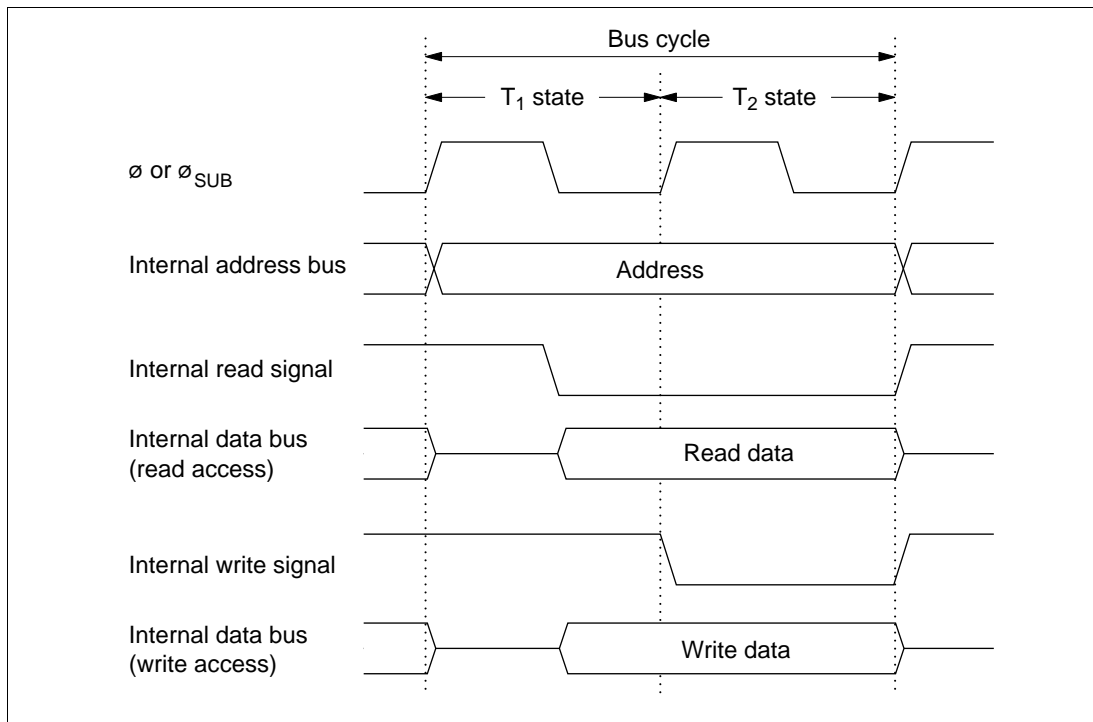 Bus cycle
T₁ state
T₂ state
ø or ø_SUB
Internal address bus
Address
Internal read signal
Internal data bus
(read access)
Read data
Internal write signal
Internal data bus
(write access)
Write data